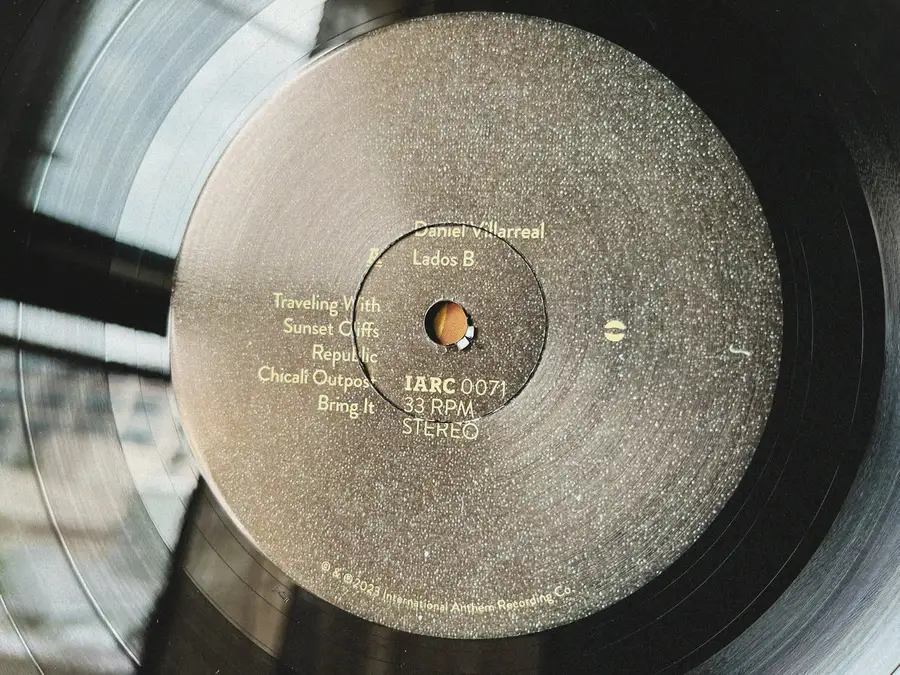 Daniel Villarreal
Lados B
Traveling With
Sunset Cliffs
Republic
Chicali Outpost
Bring It
IARC 0071
33 RPM
STEREO
© & ℗ 2023 International Anthem Recording Co.